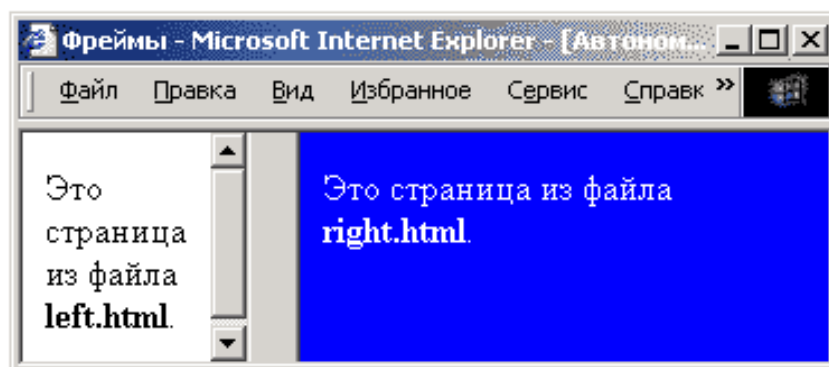 Фреймы - Microsoft Internet Explorer - [Автоном...
Файл Правка Вид Избранное Сервис Справк »
Это
страница
из файла
left.html.
Это страница из файла
right.html.